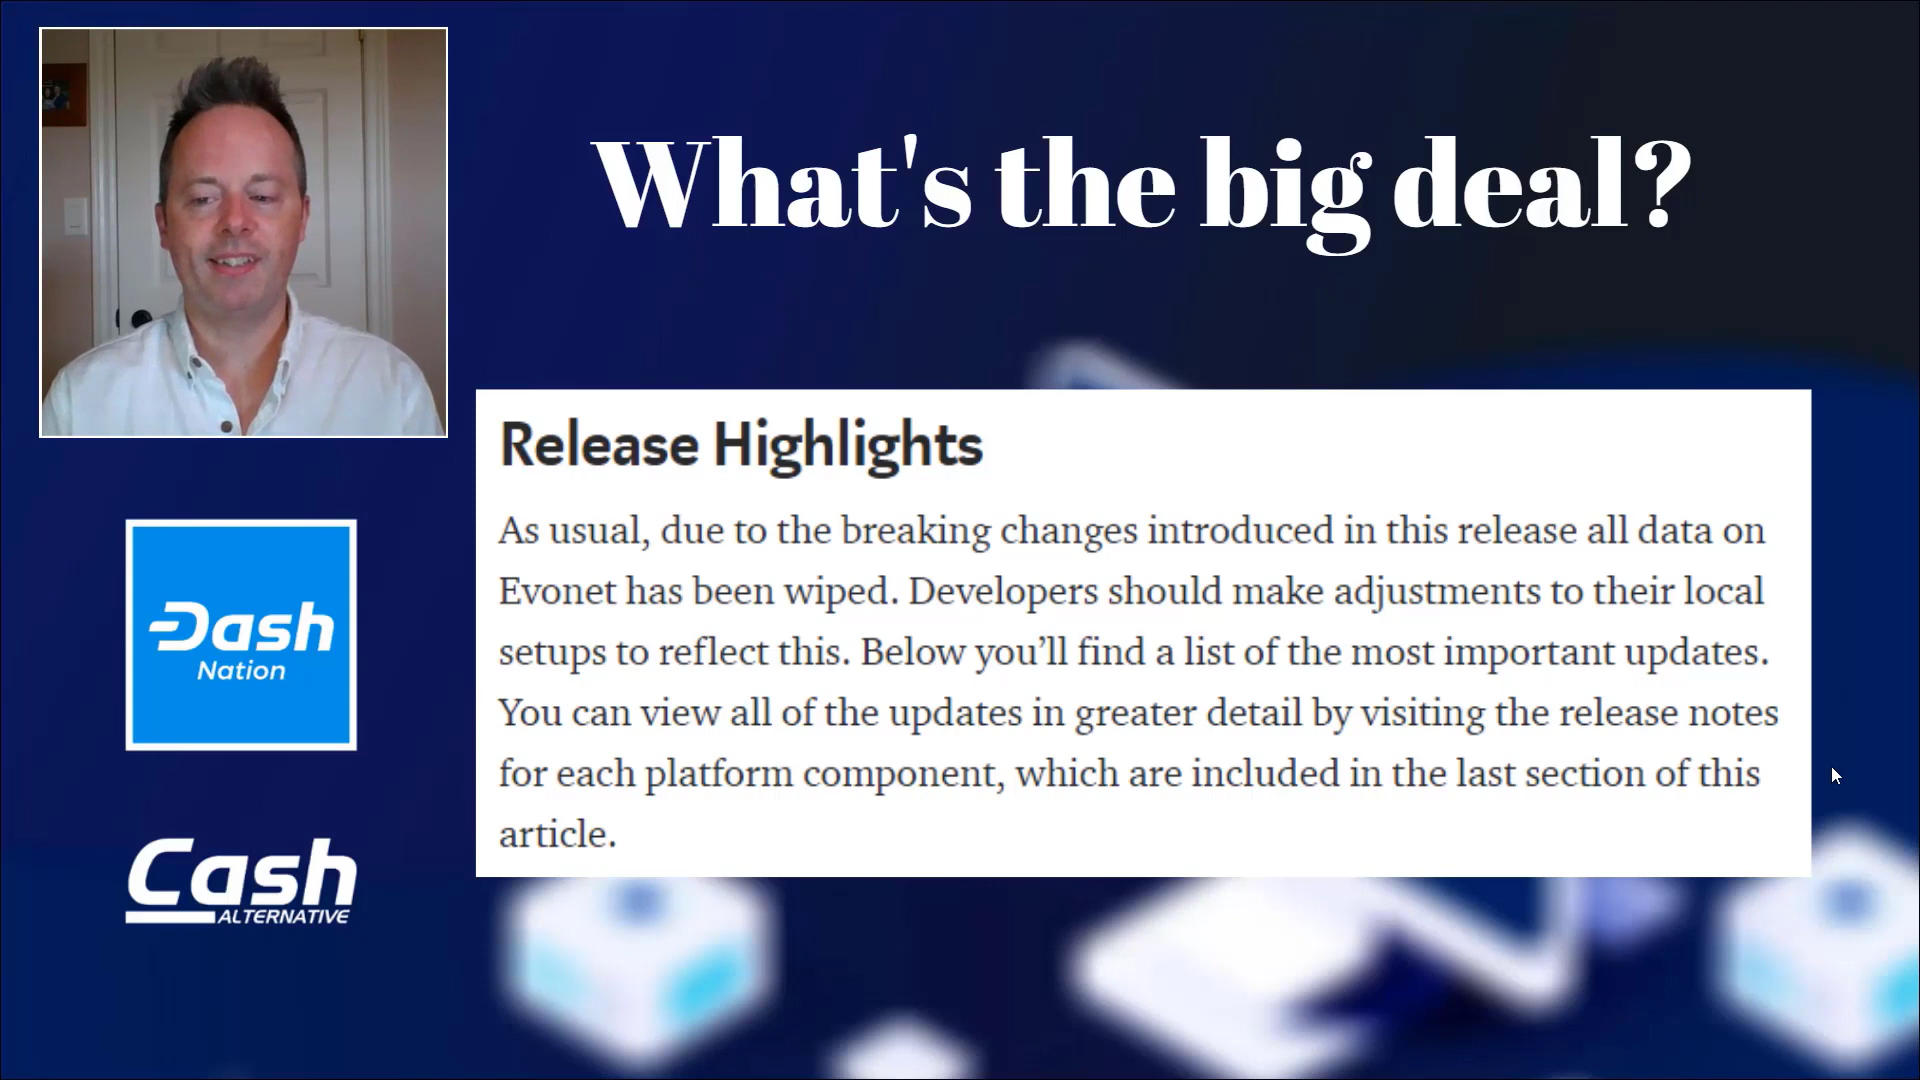 What's the big deal?
Release Highlights
As usual, due to the breaking changes introduced in this release all data on
Evonet has been wiped. Developers should make adjustments to their local
setups to reflect this. Below you’ll find a list of the most important updates.
You can view all of the updates in greater detail by visiting the release notes
for each platform component, which are included in the last section of this
article.
Dash
Nation
Cash
ALTERNATIVE